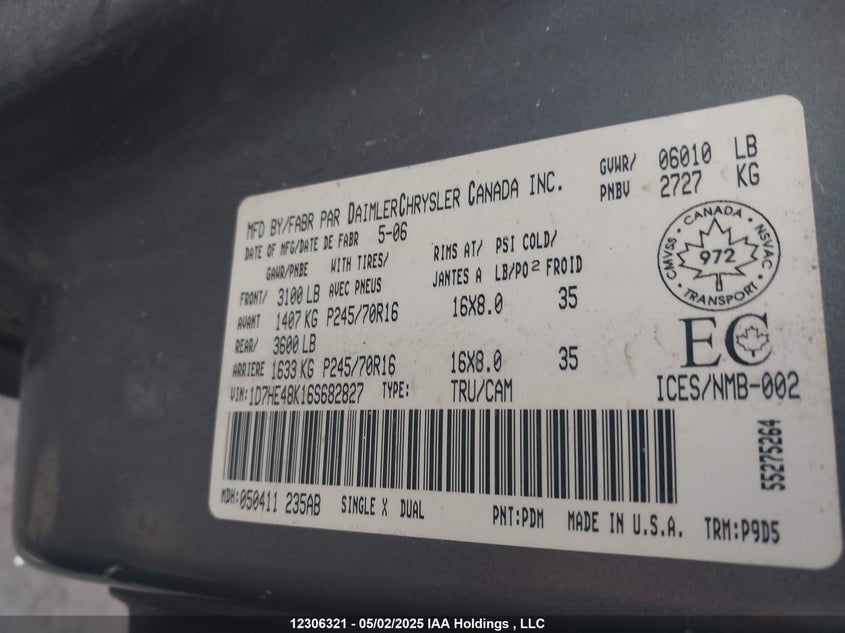 MFD BY/FABR PAR DAIMLERCHRYSLER CANADA INC.
GVWR/ 06010 LB
PNBV 2727 KG
DATE OF MFG/DATE DE FABR 5-06
GAWR/PNBE WITH TIRES/ RIMS AT/ PSI COLD/
AVEC PNEUS JANTES A LB/PO2 FROID
FRONT/ 3100 LB
AVANT 1407 KG P245/70R16 16X8.0 35
REAR/ 3600 LB
ARRIERE 1633 KG P245/70R16 16X8.0 35
VIN:1D7HE48K16S682827 TYPE: TRU/CAM
CANADA
CMVSS 972 NSVAC
TRANSPORT
EC
ICES/NMB-002
55275264
MDH:050411 235AB SINGLE X DUAL
PNT:PDM MADE IN U.S.A. TRM:P9D5
12306321 - 05/02/2025 IAA Holdings , LLC